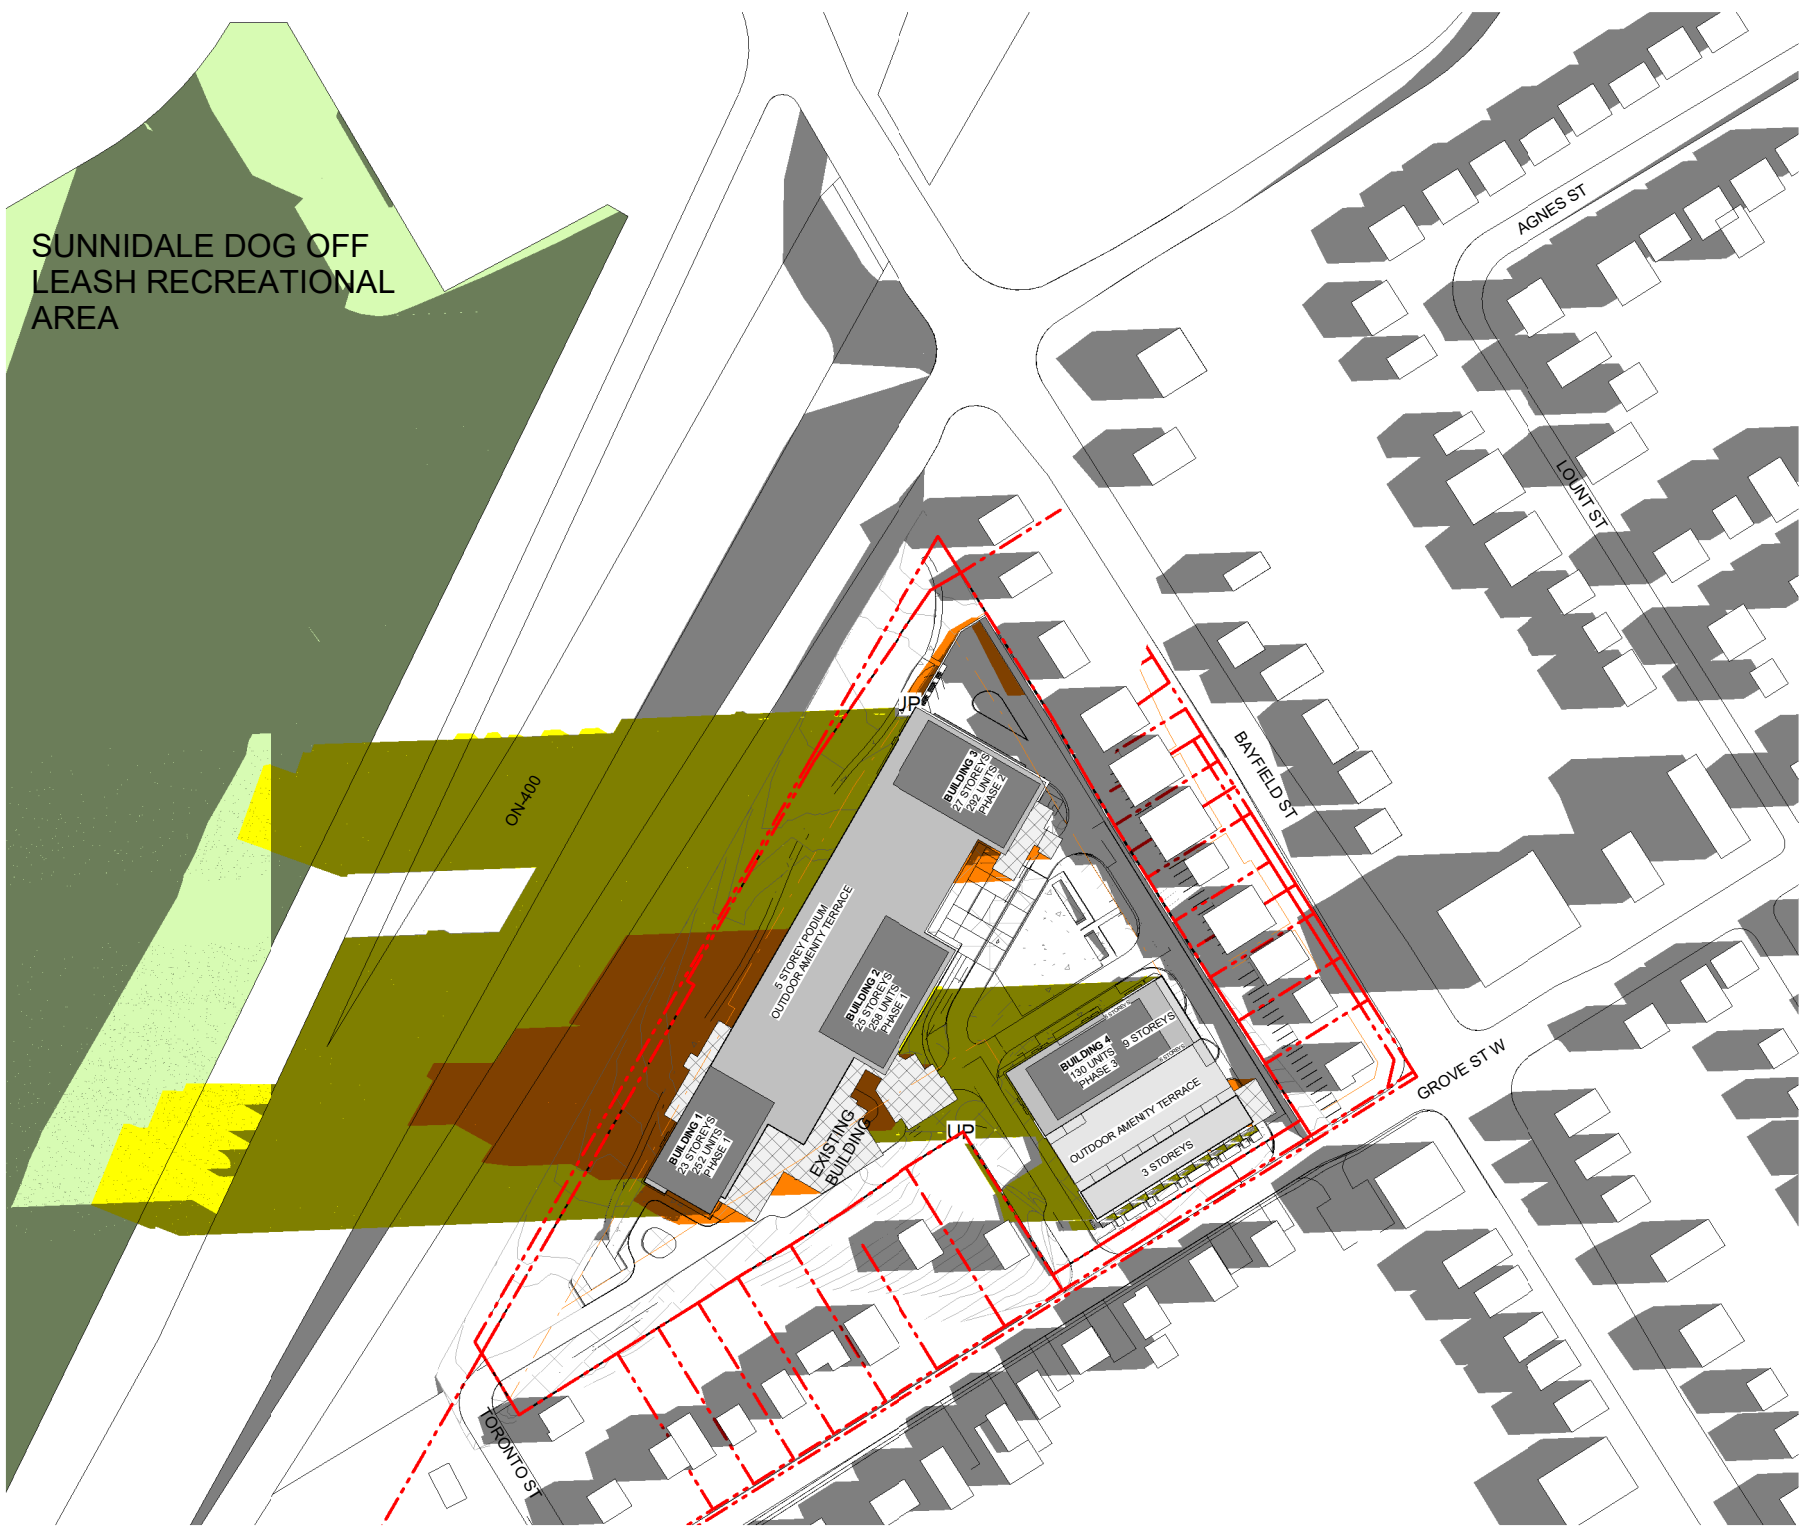 SUNNIDALE DOG OFF
LEASH RECREATIONAL
AREA
AGNES ST
LOUNT ST
BAYFIELD ST
GROVE ST W
TORONTO ST
ON-400
UP
BUILDING 3
27 STOREYS
292 UNITS
PHASE 2
5 STOREY PODIUM
OUTDOOR AMENITY TERRACE
BUILDING 2
25 STOREYS
258 UNITS
PHASE 1
BUILDING 1
23 STOREYS
252 UNITS
PHASE 1
EXISTING
BUILDING
UP
BUILDING 4
130 UNITS
PHASE 3
9 STOREYS
OUTDOOR AMENITY TERRACE
3 STOREYS